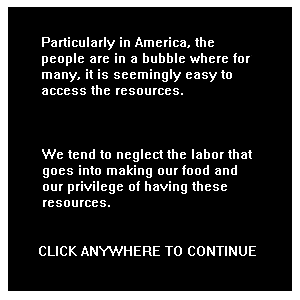 Particularly in America, the
people are in a bubble where for
many, it is seemingly easy to
access the resources.
We tend to neglect the labor that
goes into making our food and
our privilege of having these
resources.
CLICK ANYWHERE TO CONTINUE